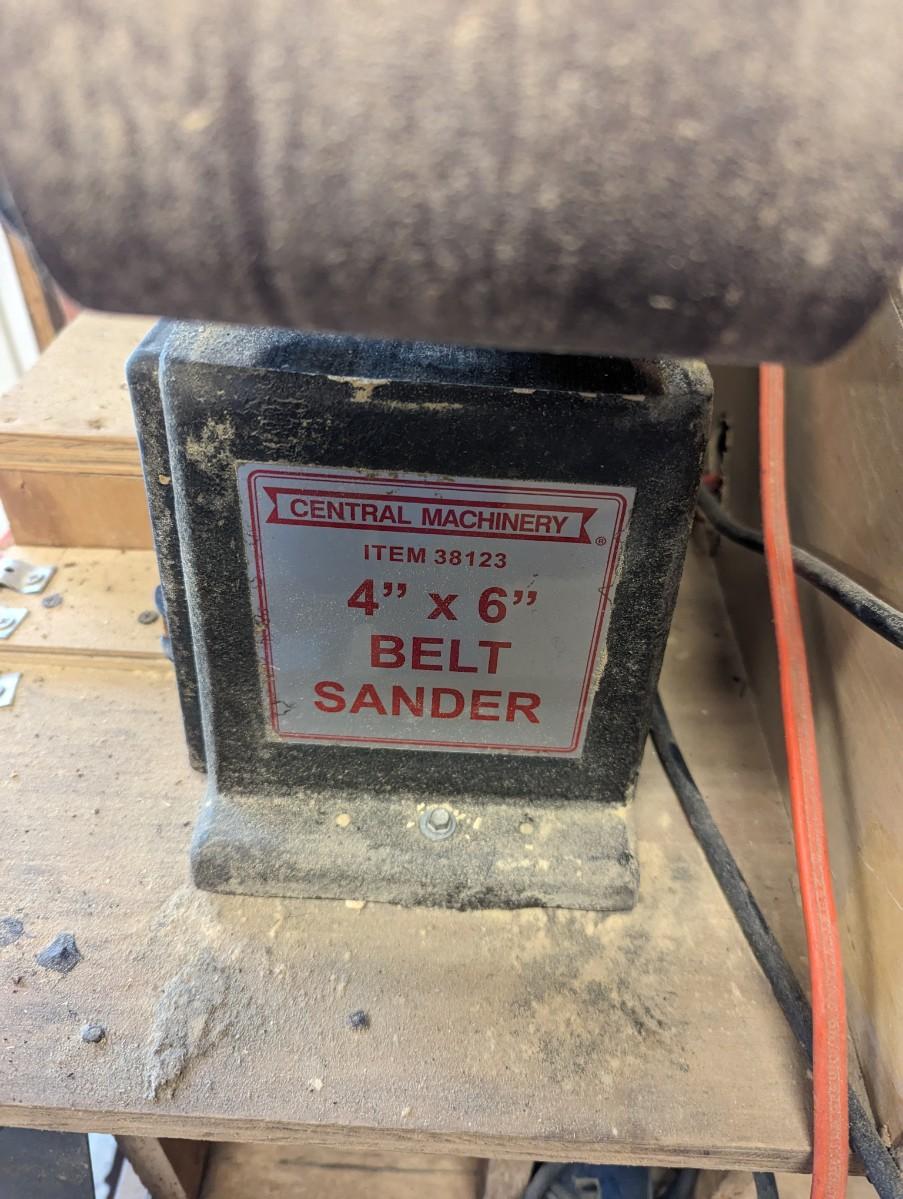 CENTRAL MACHINERY ®
ITEM 38123
4” x 6”
BELT
SANDER